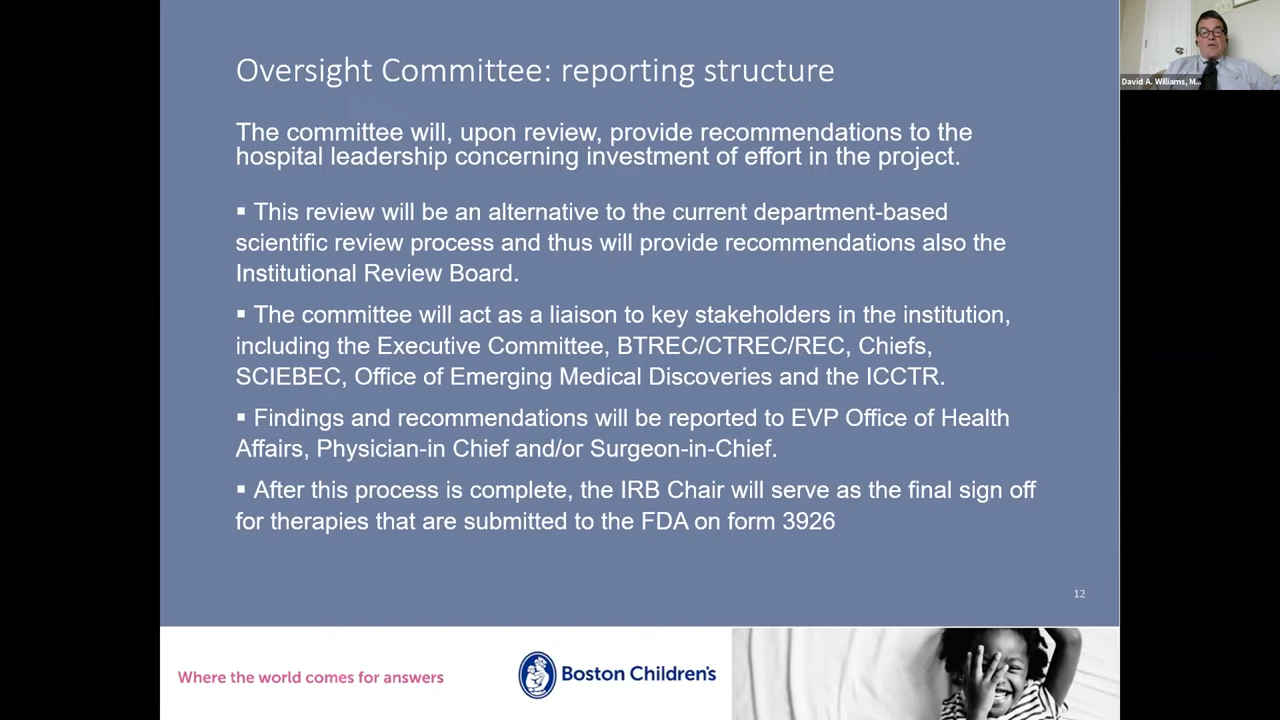 Oversight Committee: reporting structure
The committee will, upon review, provide recommendations to the
hospital leadership concerning investment of effort in the project.
▪ This review will be an alternative to the current department-based
scientific review process and thus will provide recommendations also the
Institutional Review Board.
▪ The committee will act as a liaison to key stakeholders in the institution,
including the Executive Committee, BTREC/CTREC/REC, Chiefs,
SCIEBEC, Office of Emerging Medical Discoveries and the ICCTR.
▪ Findings and recommendations will be reported to EVP Office of Health
Affairs, Physician-in Chief and/or Surgeon-in-Chief.
▪ After this process is complete, the IRB Chair will serve as the final sign off
for therapies that are submitted to the FDA on form 3926
12
Where the world comes for answers
Boston Children's
David A. Williams, M...